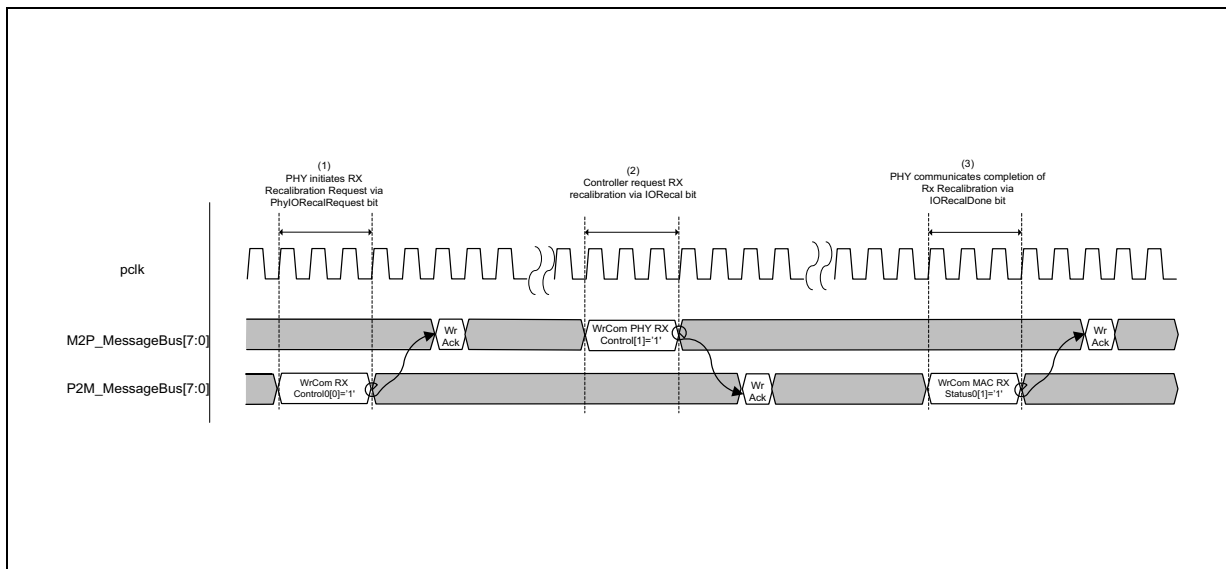 (1)
PHY initiates RX
Recalibration Request via
PhyIORecalRequest bit
(2)
Controller request RX
recalibration via IORecal bit
(3)
PHY communicates completion of
Rx Recalibration via
IORecalDone bit
pclk
M2P_MessageBus[7:0]
Wr
Ack
WrCom PHY RX
Control[1]='1'
Wr
Ack
P2M_MessageBus[7:0]
WrCom RX
Control0[0]='1'
Wr
Ack
WrCom MAC RX
Status0[1]='1'